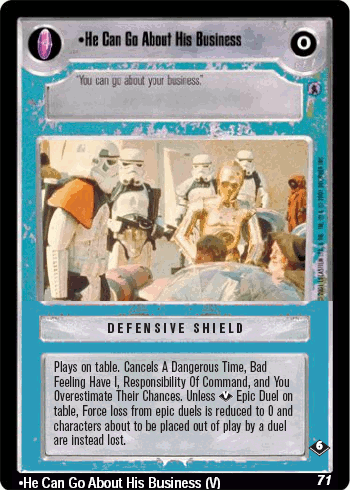 •He Can Go About His Business
"You can go about your business."
DEFENSIVE SHIELD
Plays on table. Cancels A Dangerous Time, Bad
Feeling Have I, Responsibility Of Command, and You
Overestimate Their Chances. Unless Epic Duel on
table, Force loss from epic duels is reduced to 0 and
characters about to be placed out of play by a duel
are instead lost.
6
•He Can Go About His Business (V) 71